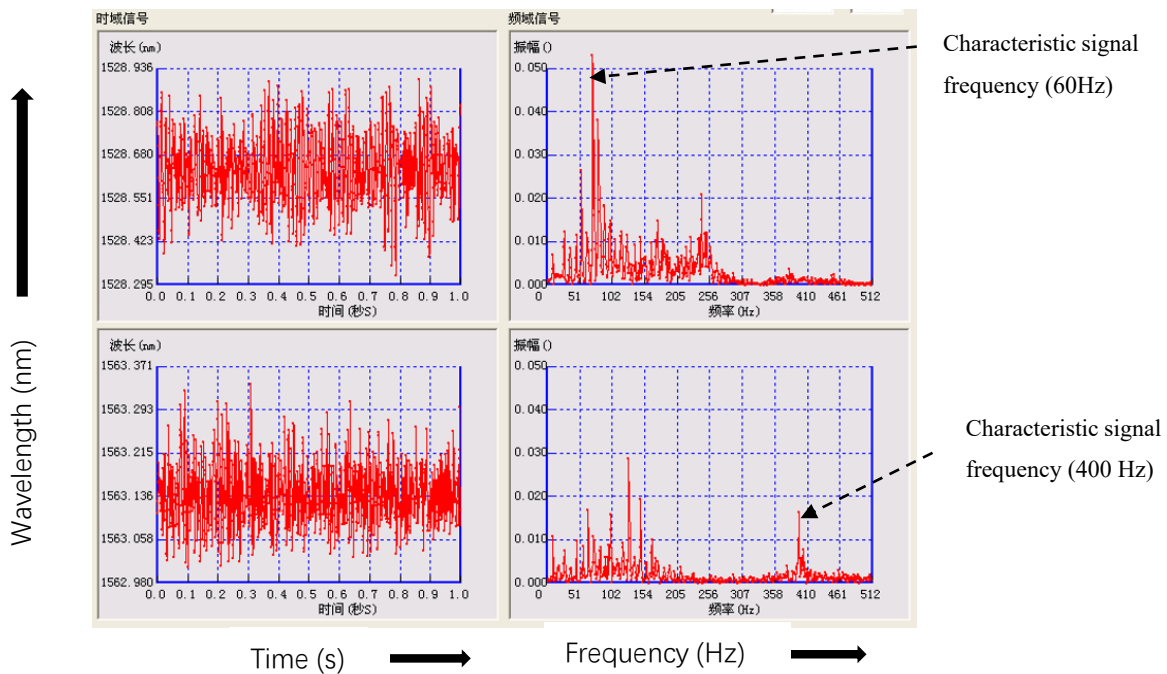 时域信号
波长(nm)
1528.936
1528.808
1528.680
1528.551
1528.423
1528.295
0.0 0.1 0.2 0.3 0.4 0.5 0.6 0.7 0.8 0.9 1.0
时间(秒S)
频域信号
振幅()
0.050
0.040
0.030
0.020
0.010
0.000
0 51 102 154 205 256 307 358 410 461 512
频率(Hz)
Characteristic signal
frequency (60Hz)
波长(nm)
1563.371
1563.293
1563.215
1563.136
1563.058
1562.980
0.0 0.1 0.2 0.3 0.4 0.5 0.6 0.7 0.8 0.9 1.0
时间(秒S)
振幅()
0.050
0.040
0.030
0.020
0.010
0.000
0 51 102 154 205 256 307 358 410 461 512
频率(Hz)
Characteristic signal
frequency (400 Hz)
Wavelength (nm)
Time (s)
Frequency (Hz)